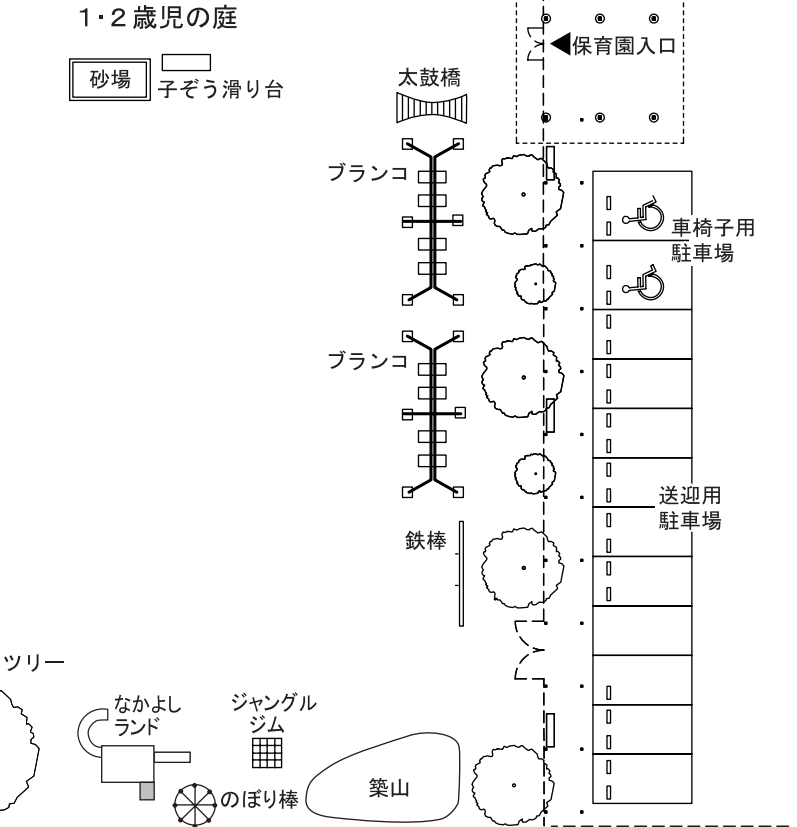 1・2歳児の庭
保育園入口
砂場
子ぞう滑り台
太鼓橋
ブランコ
車椅子用
駐車場
ブランコ
送迎用
駐車場
鉄棒
ツリー
なかよし
ランド
ジャングル
ジム
築山
のぼり棒